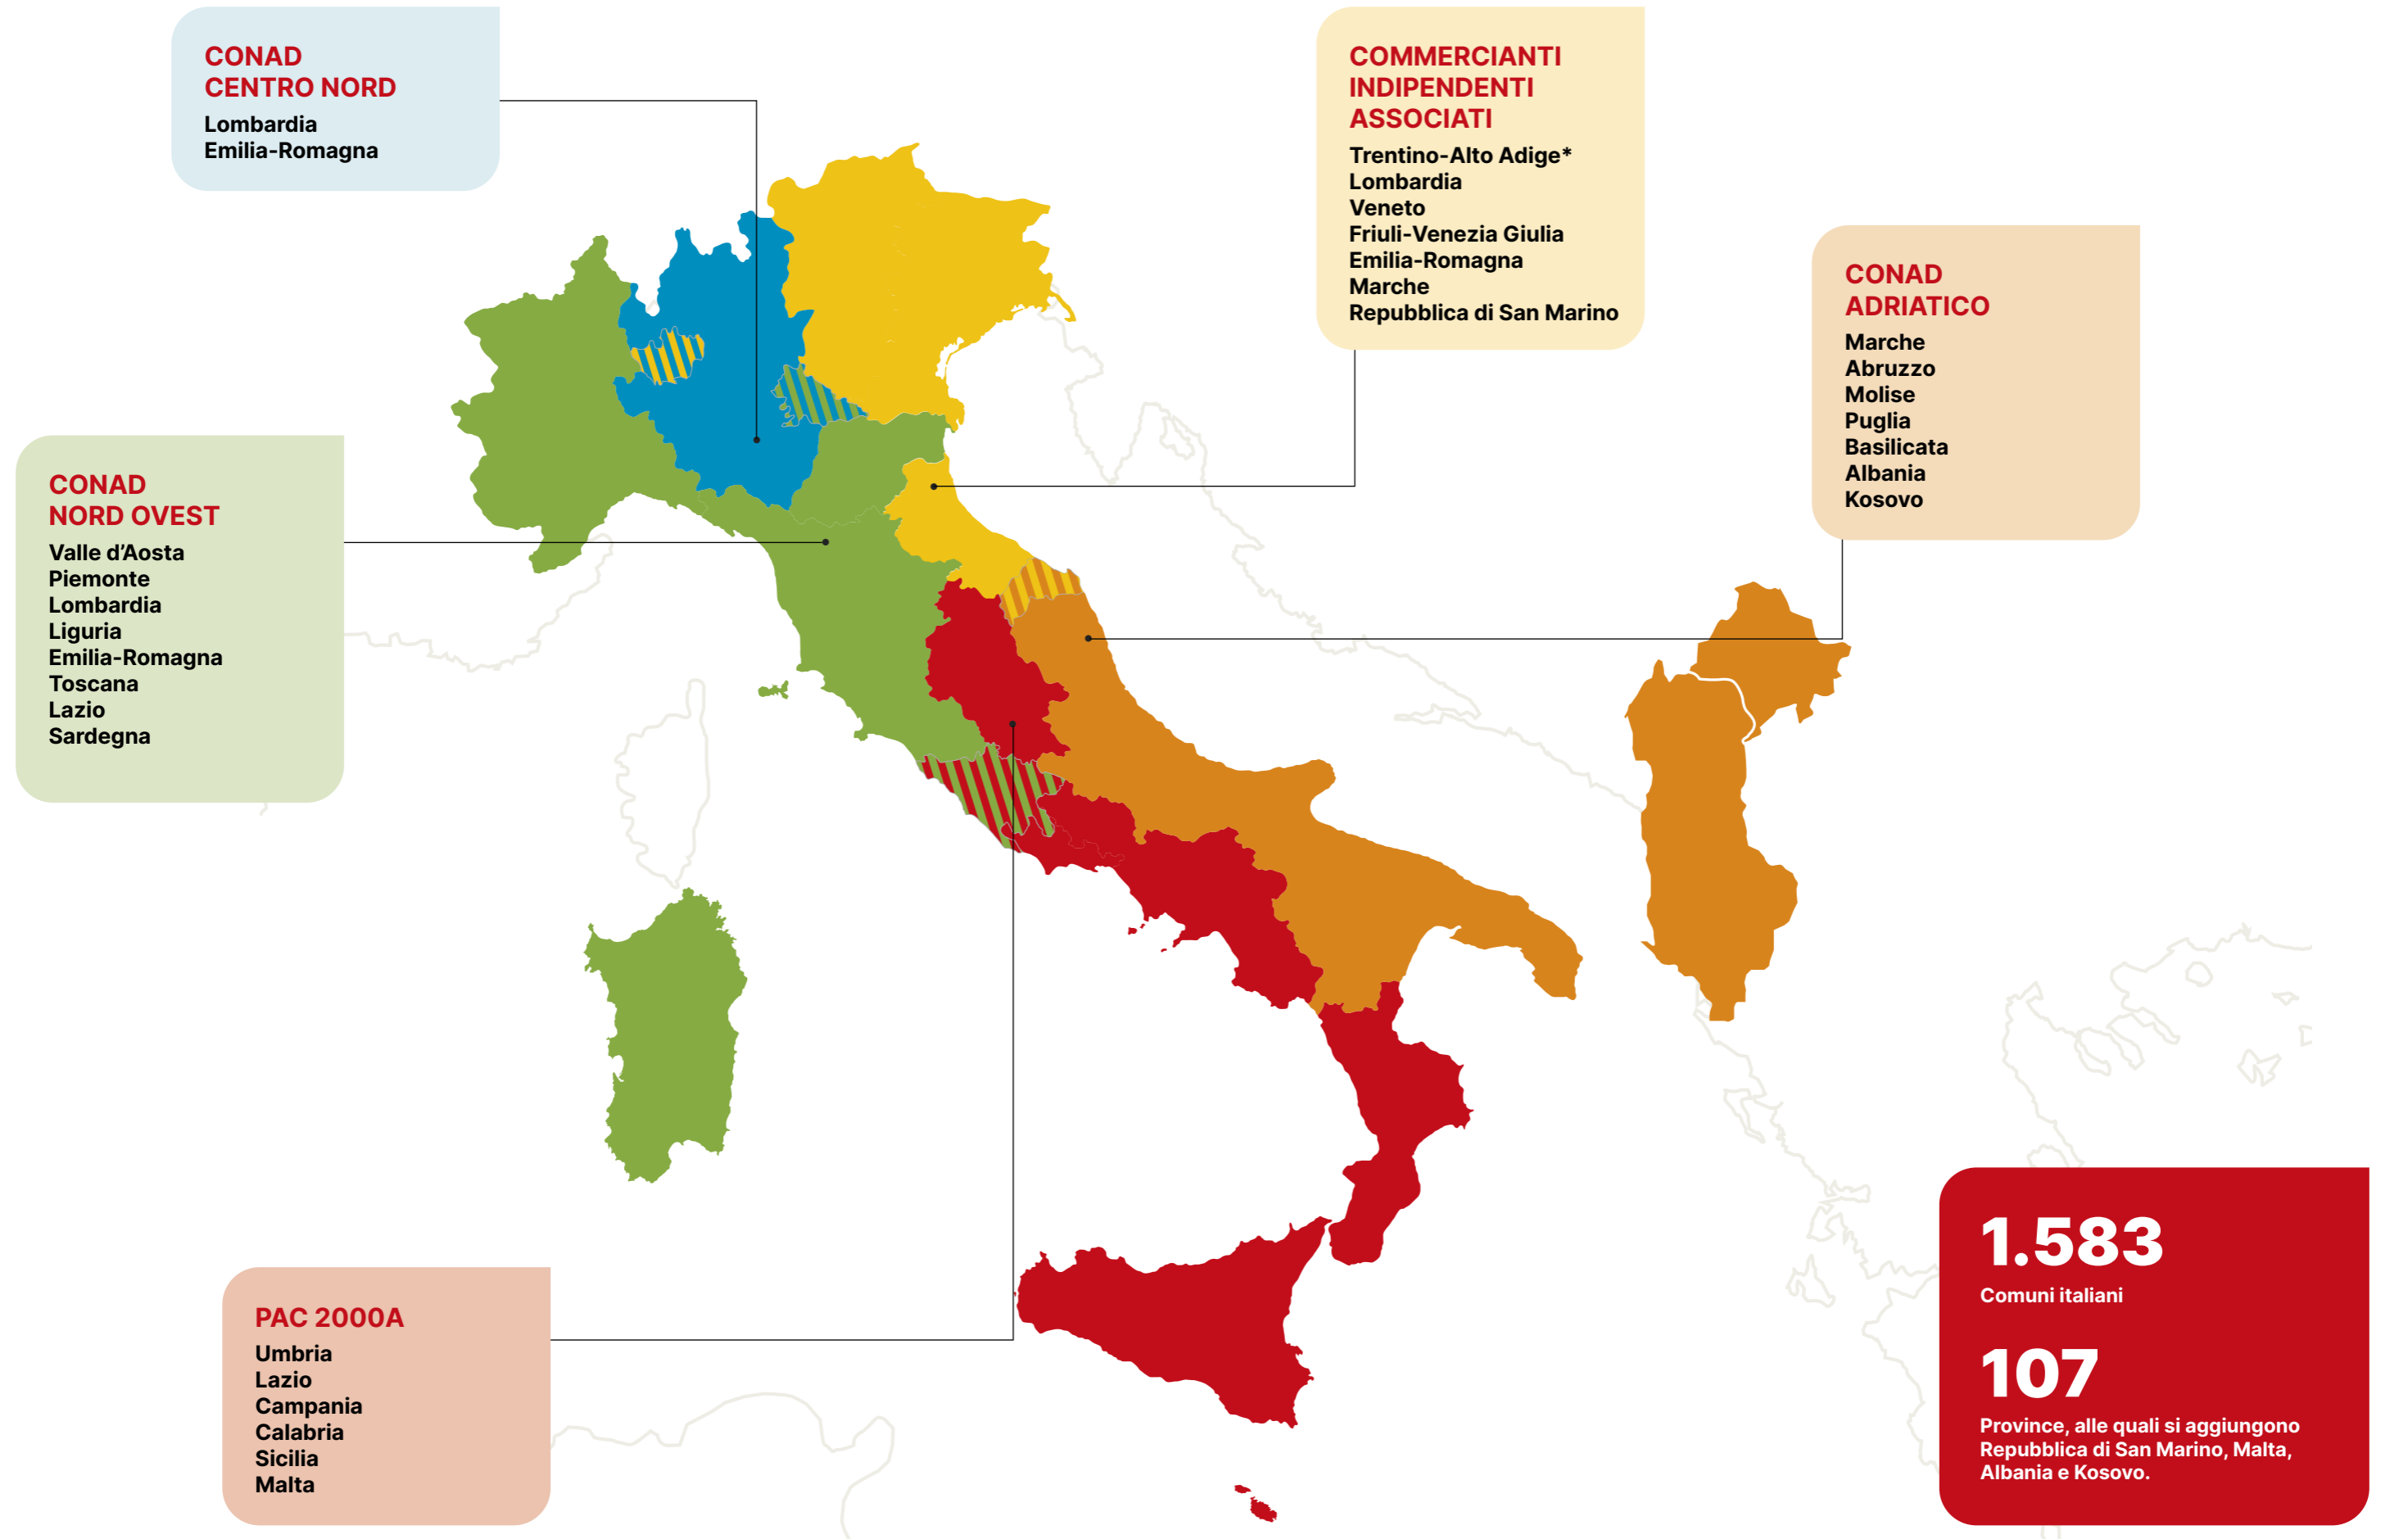 CONAD
CENTRO NORD
Lombardia
Emilia-Romagna
COMMERCIANTI
INDIPENDENTI
ASSOCIATI
Trentino-Alto Adige*
Lombardia
Veneto
Friuli-Venezia Giulia
Emilia-Romagna
Marche
Repubblica di San Marino
CONAD
ADRIATICO
Marche
Abruzzo
Molise
Puglia
Basilicata
Albania
Kosovo
CONAD
NORD OVEST
Valle d’Aosta
Piemonte
Lombardia
Liguria
Emilia-Romagna
Toscana
Lazio
Sardegna
PAC 2000A
Umbria
Lazio
Campania
Calabria
Sicilia
Malta
1.583
Comuni italiani
107
Province, alle quali si aggiungono
Repubblica di San Marino, Malta,
Albania e Kosovo.